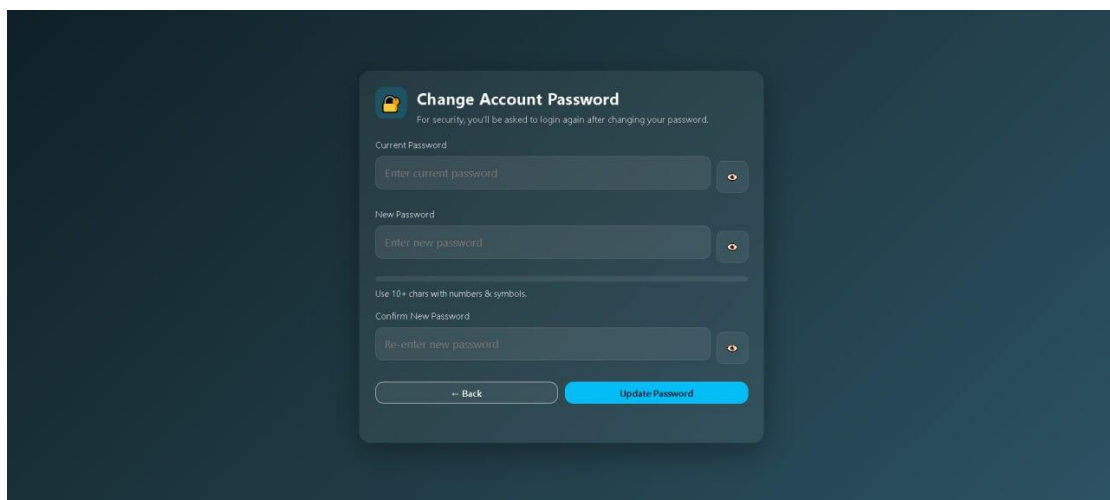 Change Account Password
For security, you'll be asked to login again after changing your password.
Current Password
Enter current password
New Password
Enter new password
Use 10+ chars with numbers & symbols.
Confirm New Password
Re-enter new password
← Back
Update Password